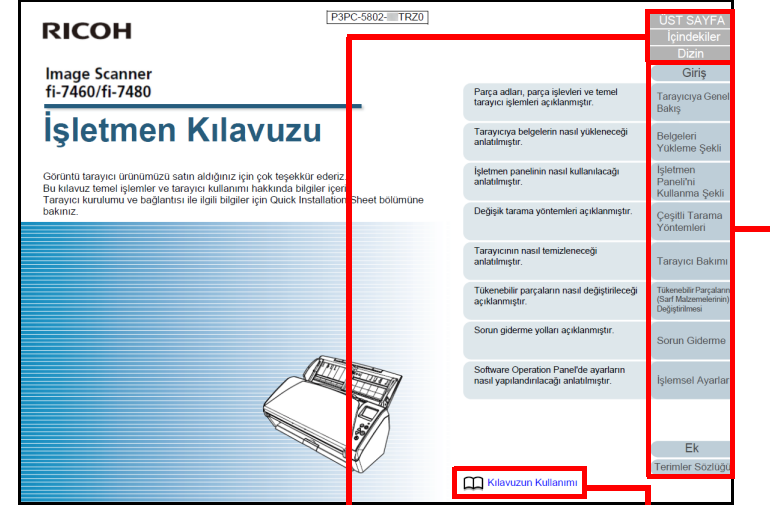 P3PC-5802-TRZ0
RICOH
Image Scanner
fi-7460/fi-7480
İşletmen Kılavuzu
Görüntü tarayıcı ürünümüzü satın aldığınız için çok teşekkür ederiz.
Bu kılavuz temel işlemler ve tarayıcı kullanımı hakkında bilgiler içeri
Tarayıcı kurulumu ve bağlantısı ile ilgili bilgiler için Quick Installation Sheet bölümüne
bakınız.
ÜST SAYFA
İçindekiler
Dizin
Giriş
Parça adları, parça işlevleri ve temel
tarayıcı işlemleri açıklanmıştır.
Tarayıcıya Genel
Bakış
Tarayıcıya belgelerin nasıl yükleneceği
anlatılmıştır.
Belgeleri
Yükleme Şekli
İşletmen panelinin nasıl kullanılacağı
anlatılmıştır.
İşletmen
Paneli'ni
Kullanma Şekli
Değişik tarama yöntemleri açıklanmıştır.
Çeşitli Tarama
Yöntemleri
Tarayıcının nasıl temizleneceği
anlatılmıştır.
Tarayıcı Bakımı
Tükenebilir parçaların nasıl değiştirileceği
açıklanmıştır.
Tükenebilir Parçaların
(Sarf Malzemelerinin)
Değiştirilmesi
Sorun giderme yolları açıklanmıştır.
Sorun Giderme
Software Operation Panel'de ayarların
nasıl yapılandırılacağı anlatılmıştır.
İşlemsel Ayarlar
Ek
Terimler Sözlüğü
Kılavuzun Kullanımı